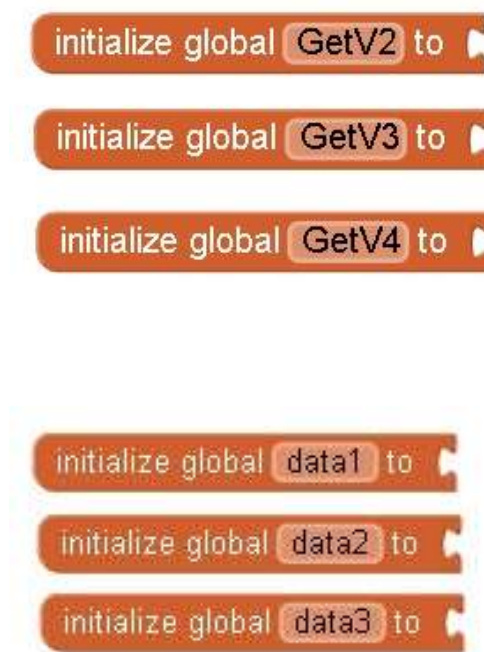 initialize global GetV2 to
initialize global GetV3 to
initialize global GetV4 to
initialize global data1 to
initialize global data2 to
initialize global data3 to